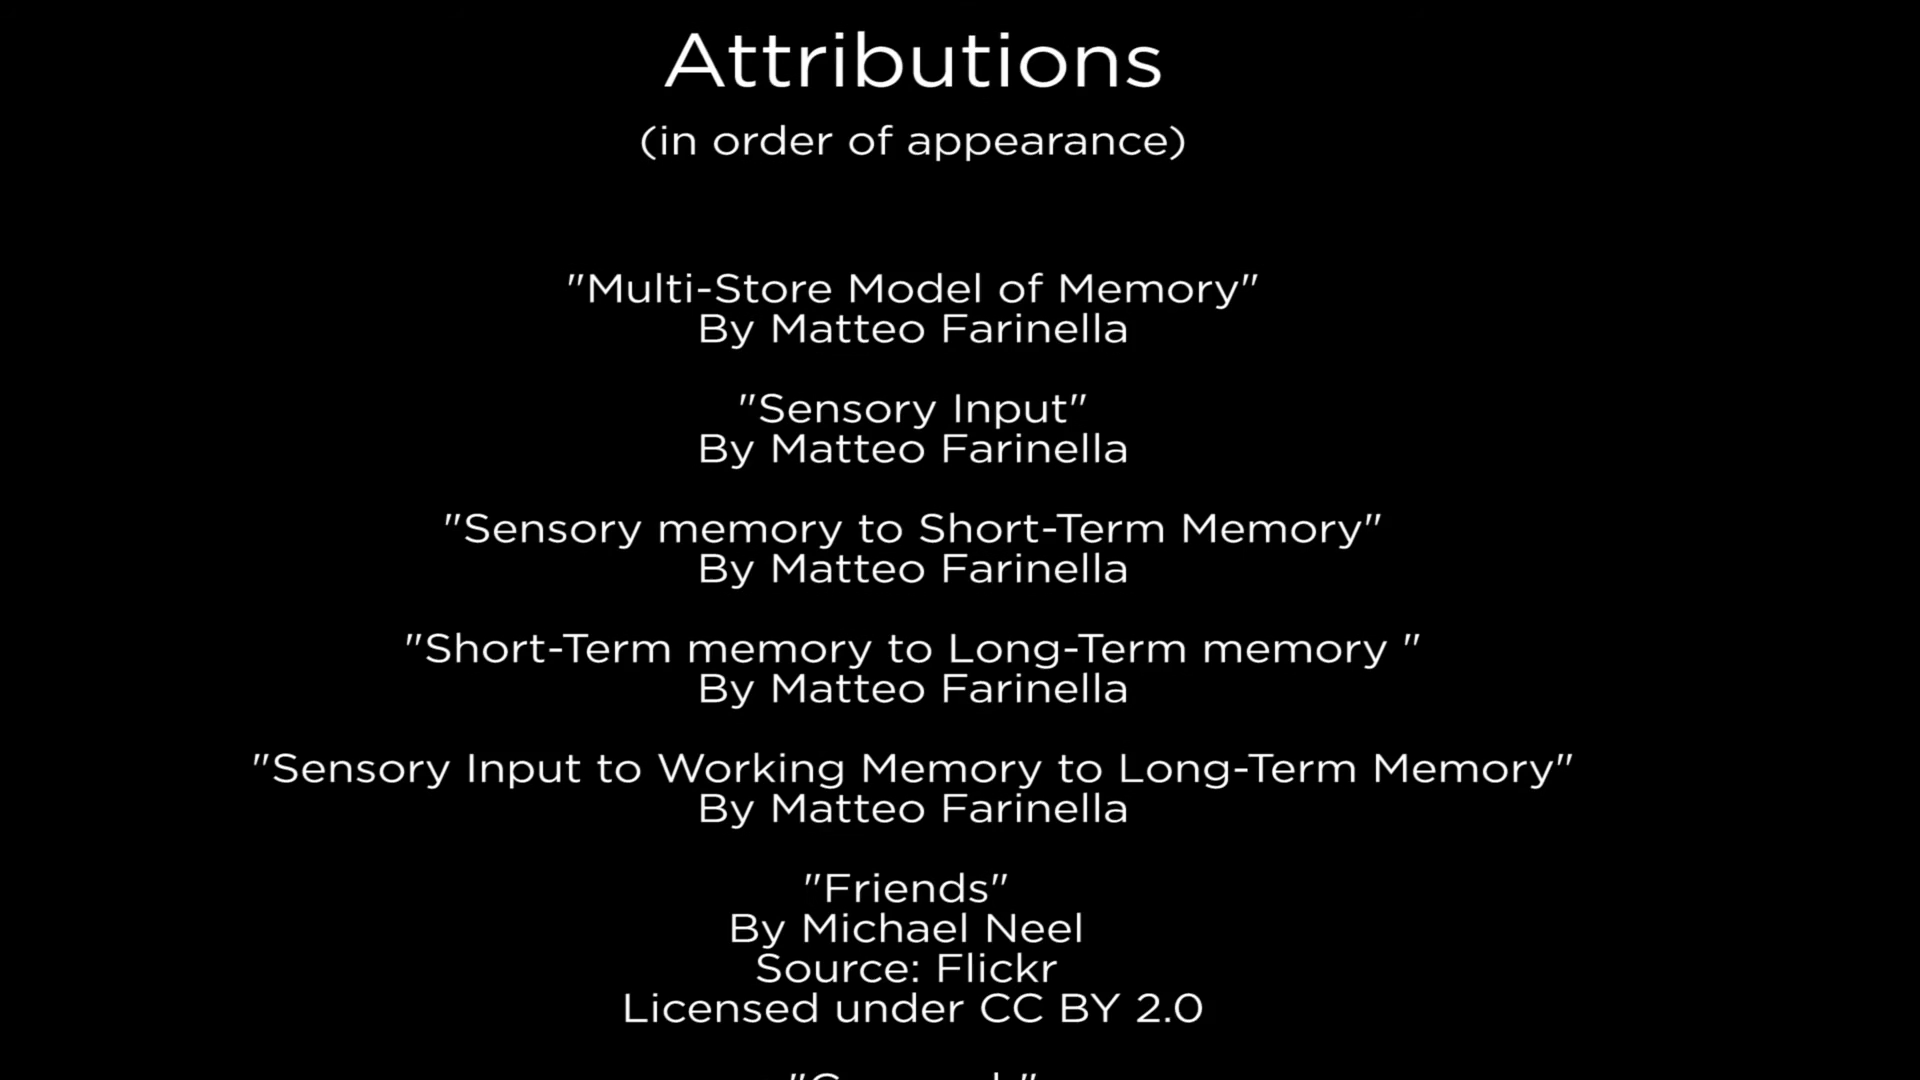 Attributions
(in order of appearance)
"Multi-Store Model of Memory"
By Matteo Farinella
"Sensory Input"
By Matteo Farinella
"Sensory memory to Short-Term Memory"
By Matteo Farinella
"Short-Term memory to Long-Term memory "
By Matteo Farinella
"Sensory Input to Working Memory to Long-Term Memory"
By Matteo Farinella
"Friends"
By Michael Neel
Source: Flickr
Licensed under CC BY 2.0